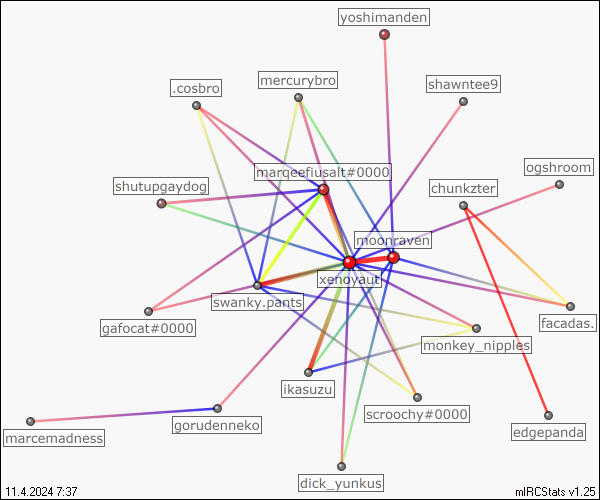 yoshimanden
mercurybro
.cosbro
shawntee9
marqeefiusalt#0000
ogshroom
shutupgaydog
chunkzter
moonraven
xenoyaut
swanky.pants
gafocat#0000
facadas.
monkey_nipples
ikasuzu
scroochy#0000
gorudenneko
edgepanda
marcemadness
dick_yunkus
11.4.2024 7:37
mIRCStats v1.25